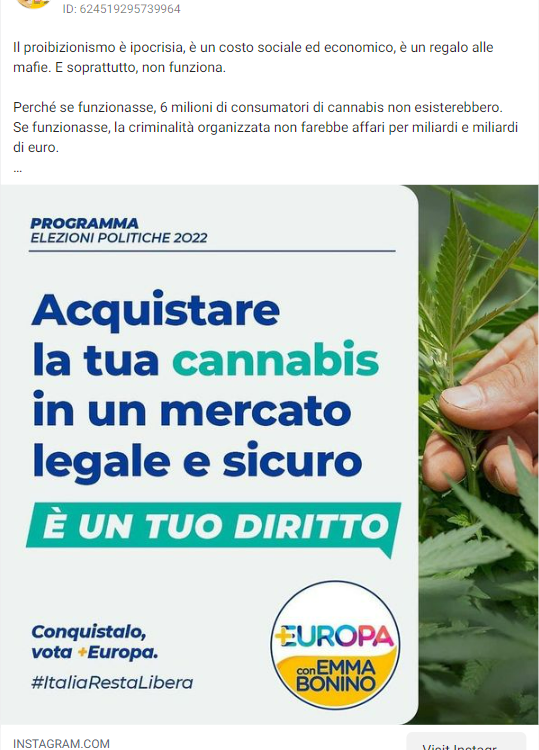 ID: 624519295739964
Il proibizionismo è ipocrisia, è un costo sociale ed economico, è un regalo alle
mafie. E soprattutto, non funziona.
Perché se funzionasse, 6 milioni di consumatori di cannabis non esisterebbero.
Se funzionasse, la criminalità organizzata non farebbe affari per miliardi e miliardi
di euro.
...
PROGRAMMA
ELEZIONI POLITICHE 2022
Acquistare
la tua cannabis
in un mercato
legale e sicuro
È UN TUO DIRITTO
Conquistalo,
vota +Europa.
#ItaliaRestaLibera
+EUROPA
con EMMA
BONINO
INSTAGRAM.COM
Visit Instagr